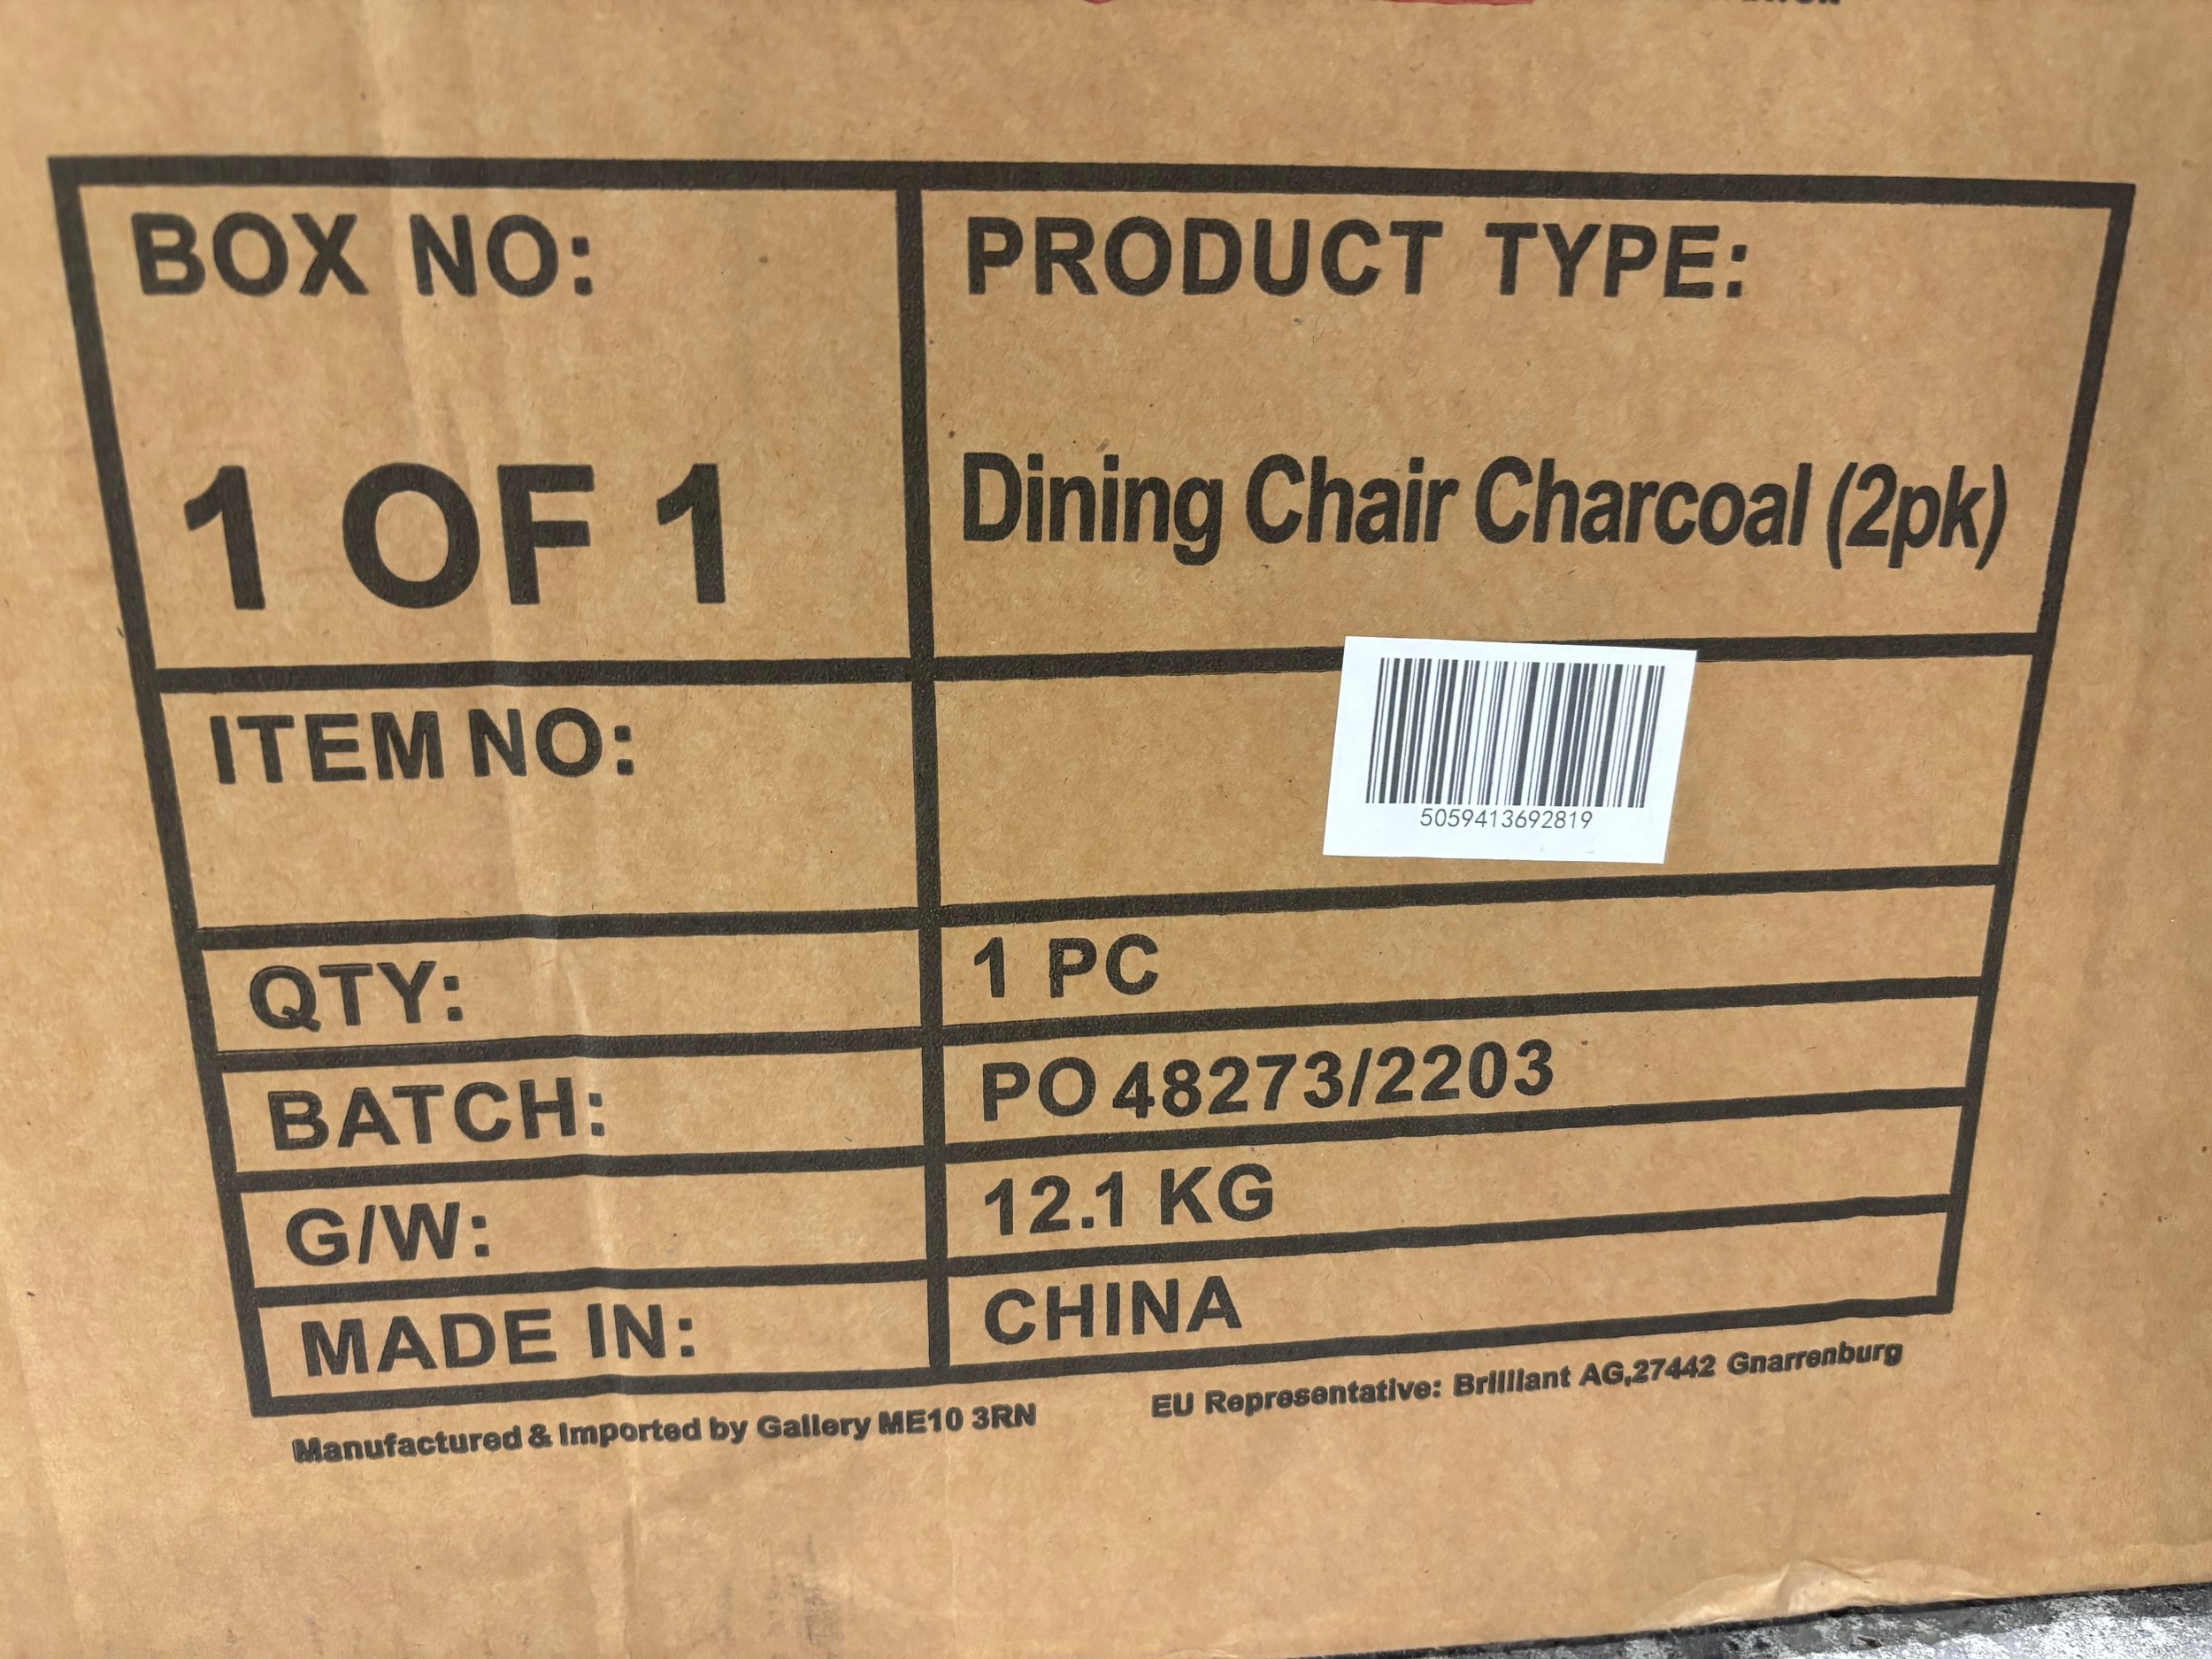 BOX NO:
1 OF 1
PRODUCT TYPE:
Dining Chair Charcoal (2pk)
ITEM NO:
5059413692819
QTY:
1 PC
BATCH:
PO 48273/2203
G/W:
12.1 KG
MADE IN:
CHINA
Manufactured & Imported by Gallery ME10 3RN
EU Representative: Brilliant AG,27442 Gnarrenburg